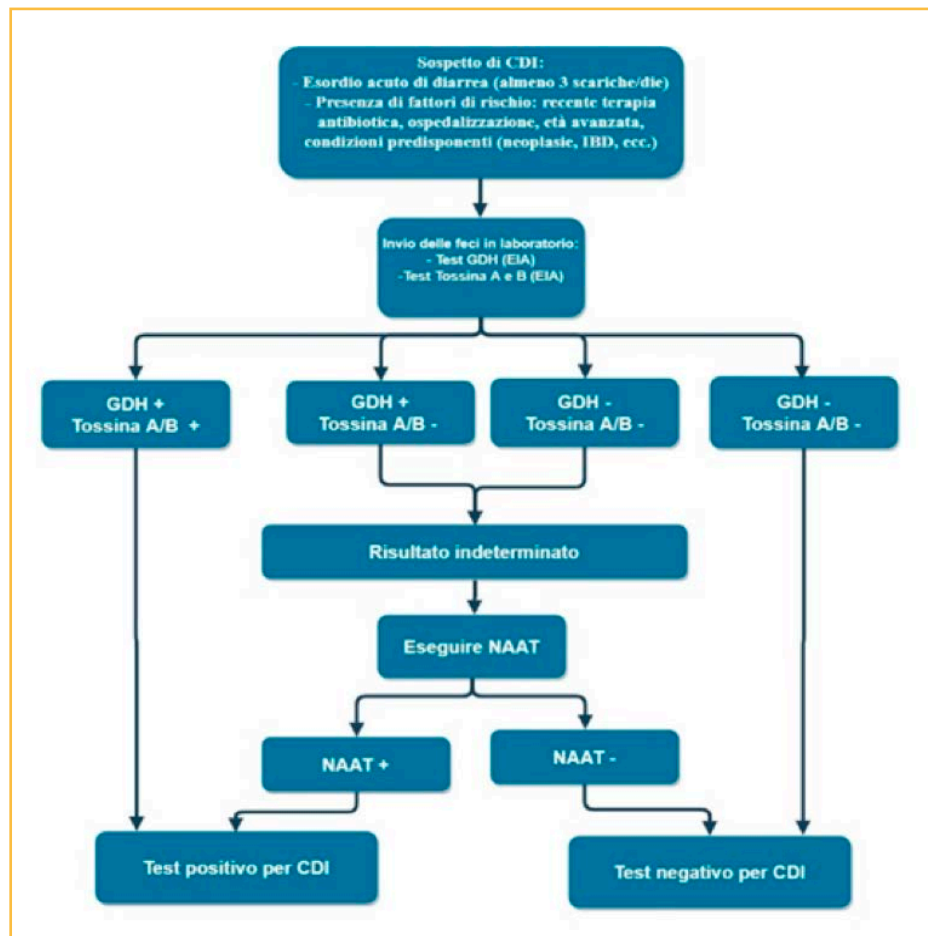 Sospetto di CDI:
- Esordio acuto di diarrea (almeno 3 scariche/die)
- Presenza di fattori di rischio: recente terapia
antibiotica, ospedalizzazione, età avanzata,
condizioni predisponenti (neoplasie, IBD, ecc.)
Invio delle feci in laboratorio:
- Test GDH (EIA)
-Test Tossina A e B (EIA)
GDH +
Tossina A/B +
GDH +
Tossina A/B -
GDH -
Tossina A/B -
GDH -
Tossina A/B -
Risultato indeterminato
Eseguire NAAT
NAAT +
NAAT -
Test positivo per CDI
Test negativo per CDI